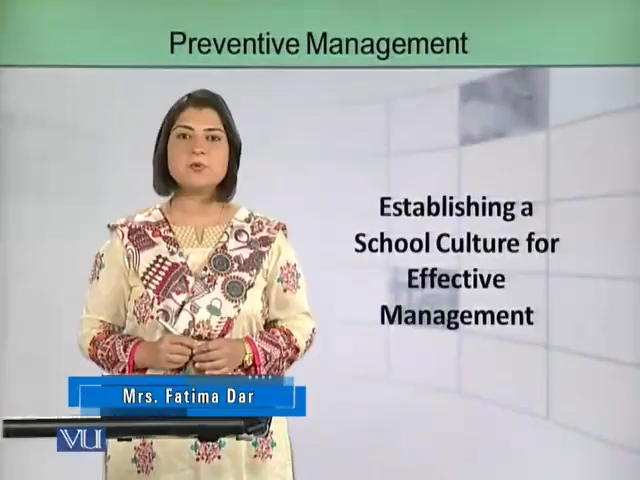 Preventive Management
Establishing a
School Culture for
Effective
Management
Mrs. Fatima Dar
VU